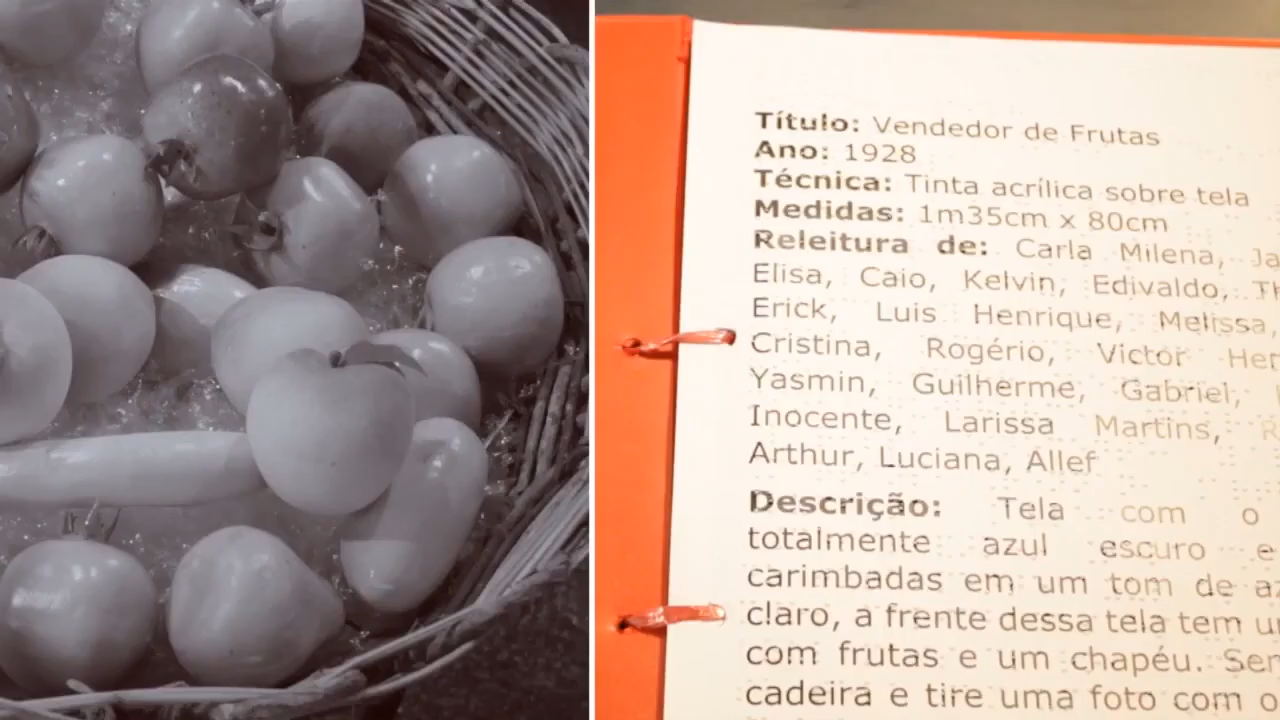 Título: Vendedor de Frutas
Ano: 1928
Técnica: Tinta acrílica sobre tela
Medidas: 1m35cm x 80cm
Releitura de: Carla Milena,
Elisa, Caio, Kelvin, Edivaldo,
Erick, Luis Henrique, Melissa,
Cristina, Rogério, Victor
Yasmin, Guilherme, Gabriel,
Inocente, Larissa Martins,
Arthur, Luciana, Allef
Descrição: Tela com o
totalmente azul escuro e
carimbadas em um tom de
claro, a frente dessa tela tem
com frutas e um chapéu.
cadeira e tire uma foto com o